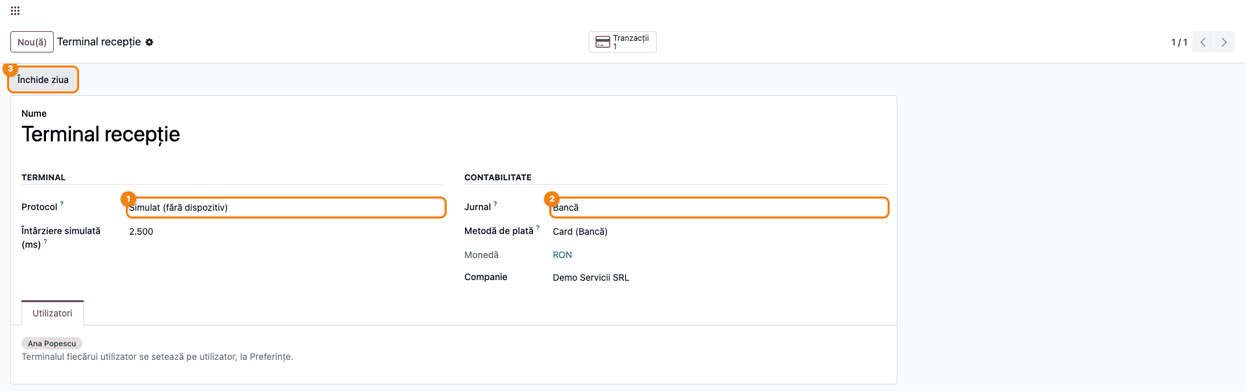 Nou(ă)
Terminal recepție
Tranzacții
1
1 / 1
3
Închide ziua
Nume
Terminal recepție
TERMINAL
CONTABILITATE
1
2
Protocol ?
Simulat (fără dispozitiv)
Jurnal ?
Bancă
Întârziere simulată
(ms) ?
2.500
Metodă de plată ?
Card (Bancă)
Monedă
RON
Companie
Demo Servicii SRL
Utilizatori
Ana Popescu
Terminalul fiecărui utilizator se setează pe utilizator, la Preferințe.